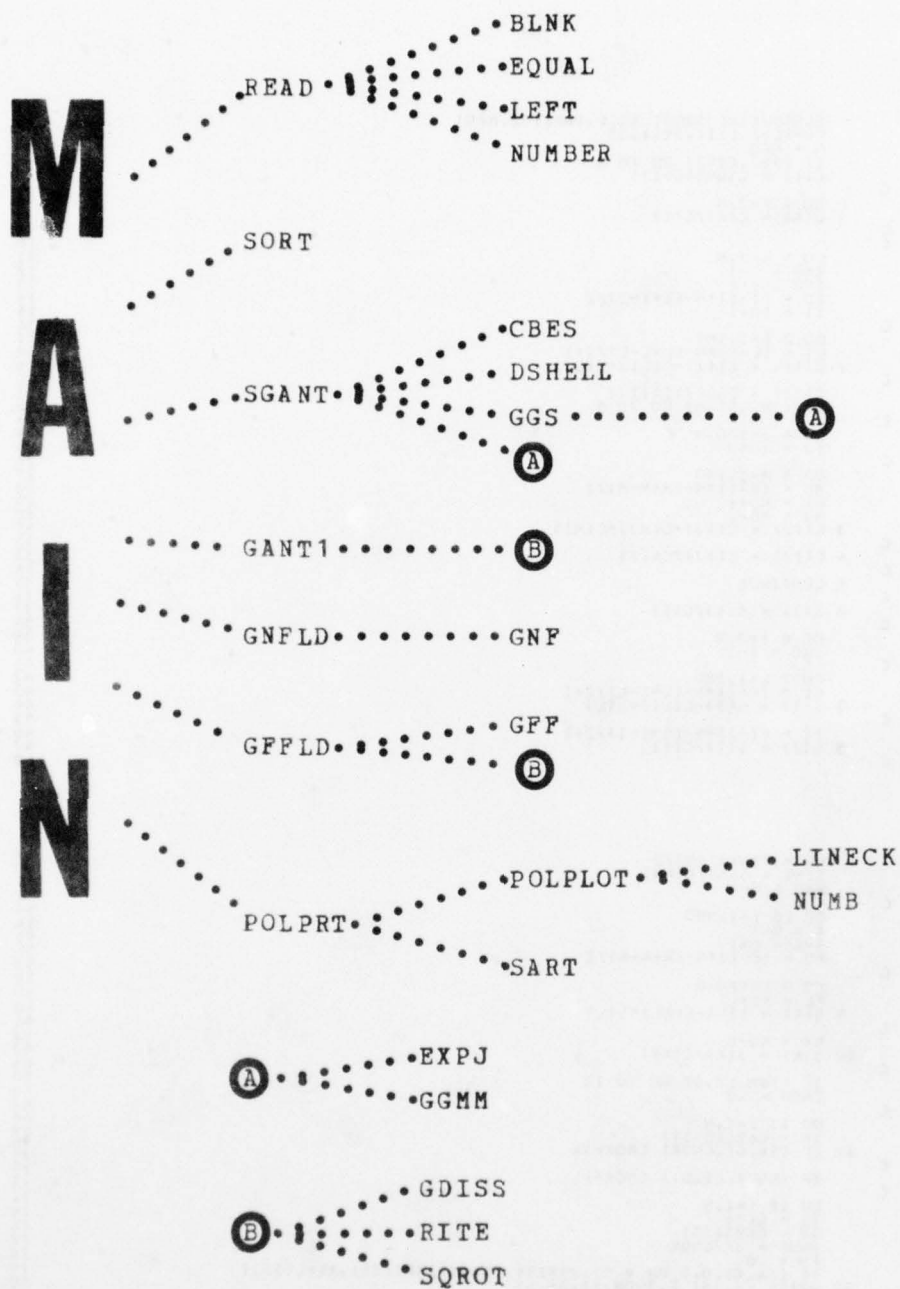 MAIN
BLNK
READ
EQUAL
LEFT
NUMBER
SORT
CBES
DSHELL
SGANT
GGS
A
A
GANT1
B
GNFLD
GNF
GFF
GFFLD
B
LINECK
POLPLOT
NUMB
POLPRT
SART
EXPJ
A
GGMM
GDISS
B
RITE
SQROT